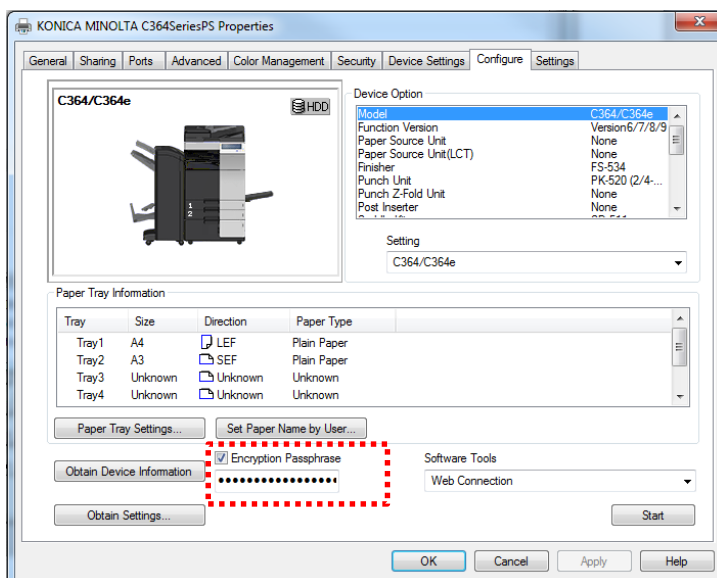 KONICA MINOLTA C364SeriesPS Properties
General Sharing Ports Advanced Color Management Security Device Settings Configure Settings
C364/C364e
HDD
Device Option
Model C364/C364e
Function Version Version6/7/8/9
Paper Source Unit None
Paper Source Unit(LCT) None
Finisher FS-534
Punch Unit PK-520 (2/4-...
Punch Z-Fold Unit None
Post Inserter None
1
2
Setting
C364/C364e
Paper Tray Information
Tray Size Direction Paper Type
Tray1 A4 LEF Plain Paper
Tray2 A3 SEF Plain Paper
Tray3 Unknown Unknown Unknown
Tray4 Unknown Unknown Unknown
Paper Tray Settings... Set Paper Name by User...
Obtain Device Information
Encryption Passphrase
Software Tools
Web Connection
Obtain Settings...
Start
OK Cancel Apply Help